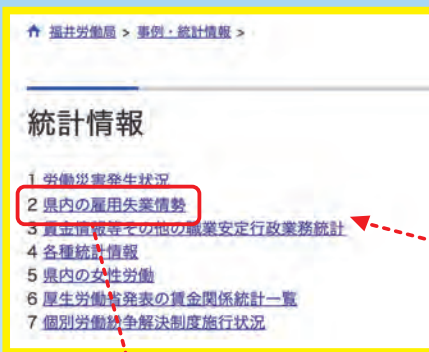 福井労働局 > 事例・統計情報 >
統計情報
1 労働災害発生状況
2 県内の雇用失業情勢
3 賃金情報等その他の職業安定行政業務統計
4 各種統計情報
5 県内の女性労働
6 厚生労働省発表の賃金関係統計一覧
7 個別労働紛争解決制度施行状況